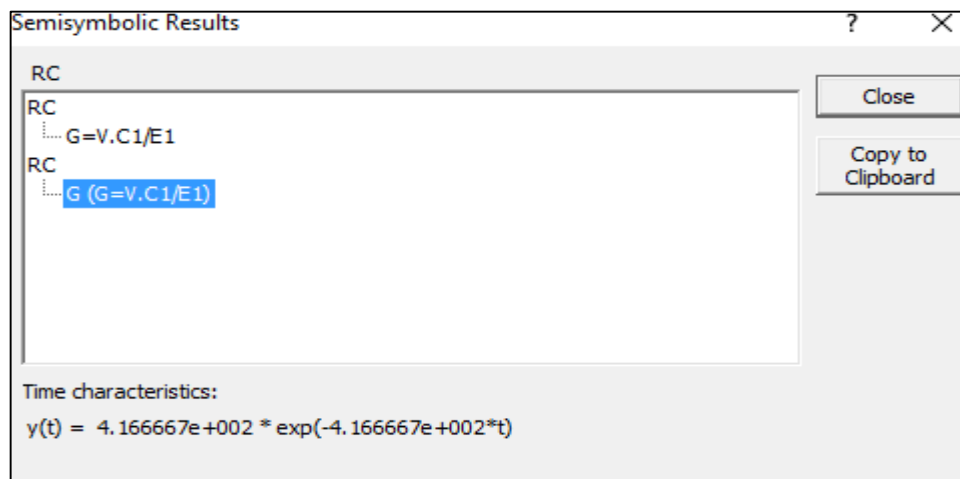 Semisymbolic Results ? X
RC
RC
G=V.C1/E1
RC
G (G=V.C1/E1)
Close
Copy to
Clipboard
Time characteristics:
y(t) = 4.166667e+002 * exp(-4.166667e+002*t)